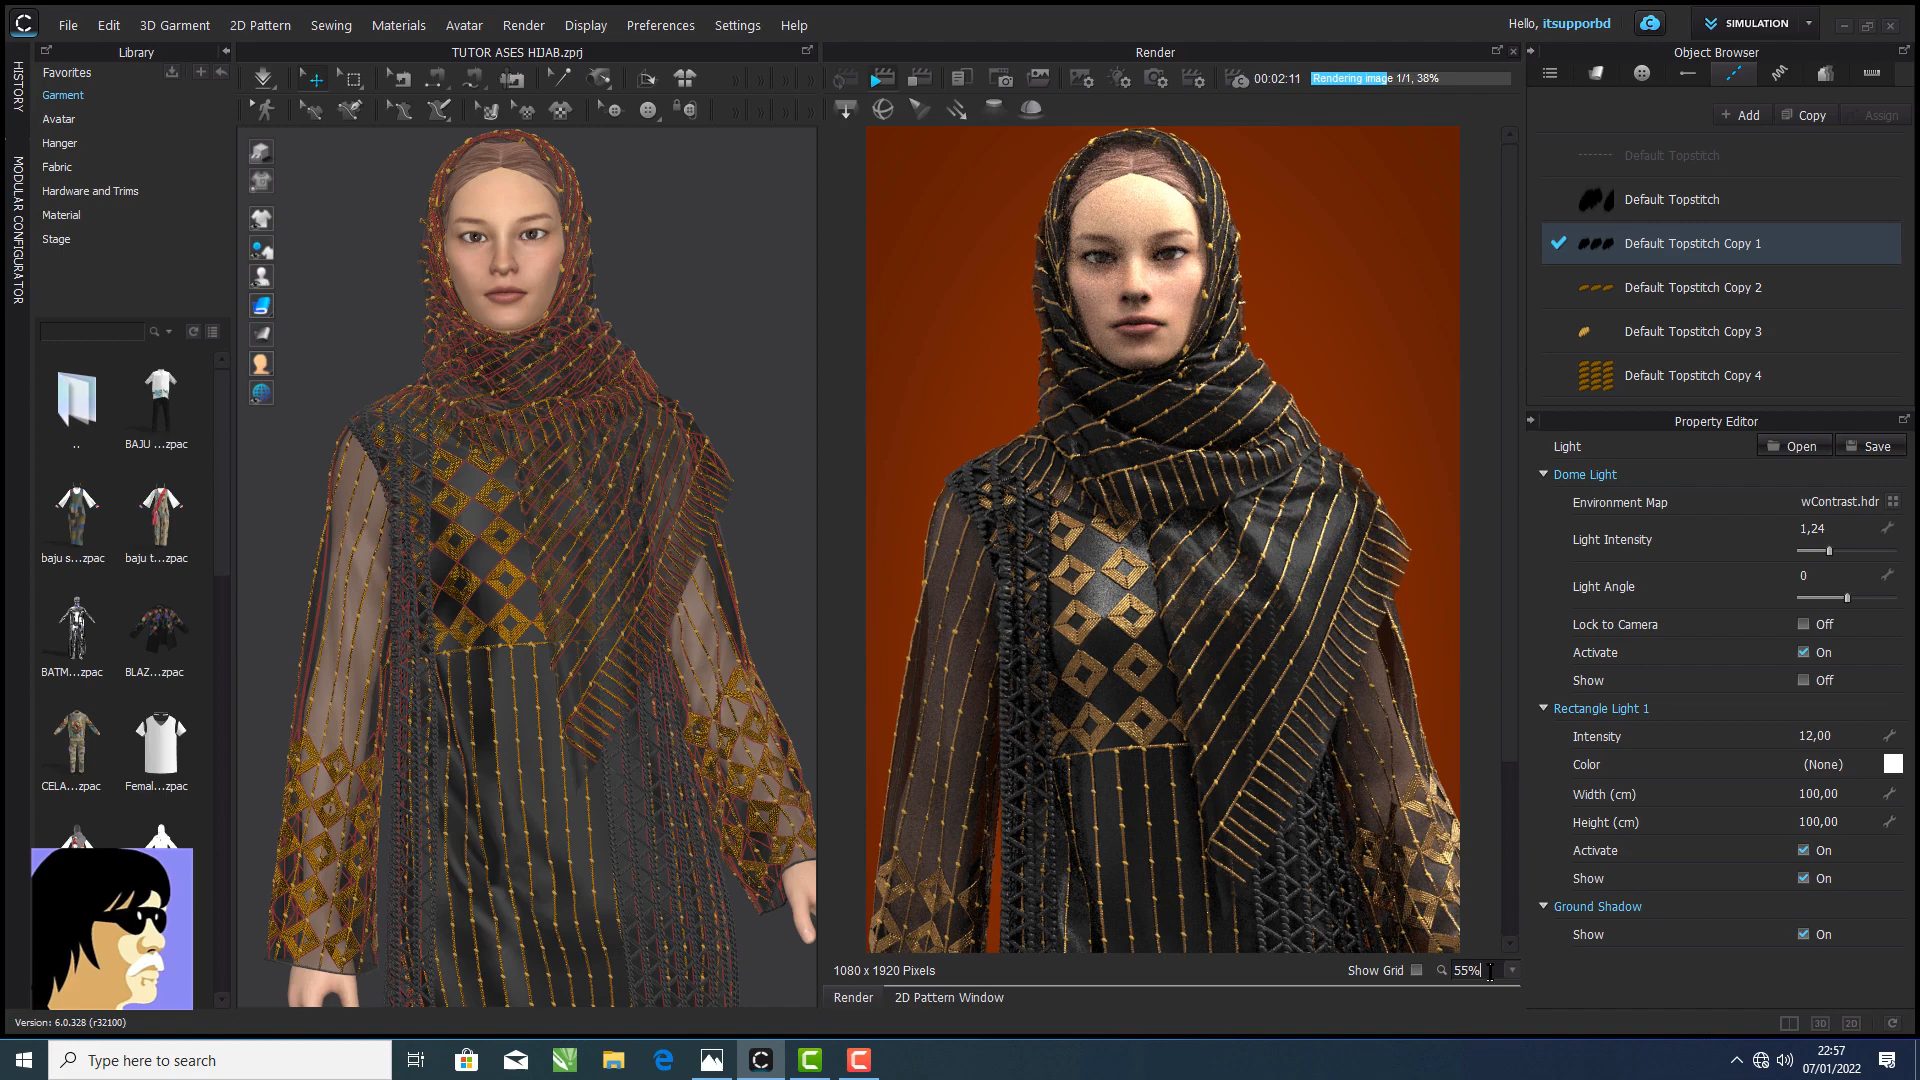 File Edit 3D Garment 2D Pattern Sewing Materials Avatar Render Display Preferences Settings Help
Hello, itsupporbd
SIMULATION
HISTORY
MODULAR CONFIGURATOR
Library
Favorites
Garment
Avatar
Hanger
Fabric
Hardware and Trims
Material
Stage
..
BAJU ...zpac
baju s...zpac
baju t...zpac
BATM...zpac
BLAZ...zpac
CELA...zpac
Femal...zpac
Version: 6.0.328 (r32100)
TUTOR ASES HIJAB.zprj
Render
00:02:11
Rendering image 1/1, 38%
1080 x 1920 Pixels
Show Grid
55%
Render
2D Pattern Window
Object Browser
+ Add
Copy
Assign
Default Topstitch
Default Topstitch
Default Topstitch Copy 1
Default Topstitch Copy 2
Default Topstitch Copy 3
Default Topstitch Copy 4
Property Editor
Light
Open
Save
Dome Light
Environment Map wContrast.hdr
Light Intensity 1,24
Light Angle 0
Lock to Camera Off
Activate On
Show Off
Rectangle Light 1
Intensity 12,00
Color (None)
Width (cm) 100,00
Height (cm) 100,00
Activate On
Show On
Ground Shadow
Show On
3D
2D
Type here to search
22:57
07/01/2022